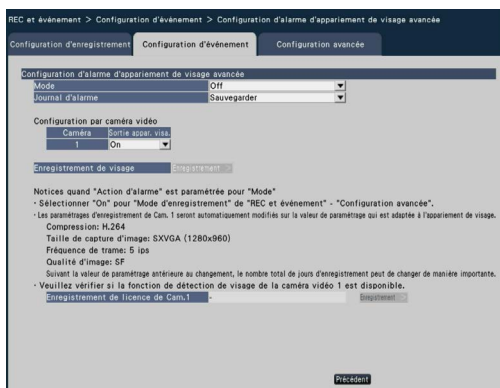 REC et événement > Configuration d'événement > Configuration d'alarme d'appariement de visage avancée
Configuration d'enregistrement Configuration d'événement Configuration avancée
Configuration d'alarme d'appariement de visage avancée
Mode Off
Journal d'alarme Sauvegarder
Configuration par caméra vidéo
Caméra Sortie appar. visa.
1 On
Enregistrement de visage Enregistrement >
Notices quand "Action d'alarme" est paramétrée pour "Mode"
· Sélectionner "On" pour "Mode d'enregistrement" de "REC et événement" - "Configuration avancée".
· Les paramétrages d'enregistrement de Cam. 1 seront automatiquement modifiés sur la valeur de paramétrage qui est adaptée à l'appariement de visage.
Compression: H.264
Taille de capture d'image: SXVGA (1280x960)
Fréquence de trame: 5 ips
Qualité d'image: SF
Suivant la valeur de paramétrage antérieure au changement, le nombre total de jours d'enregistrement peut de changer de manière importante.
· Veuillez vérifier si la fonction de détection de visage de la caméra vidéo 1 est disponible.
Enregistrement de licence de Cam.1 - Enregistrement >
Précédent